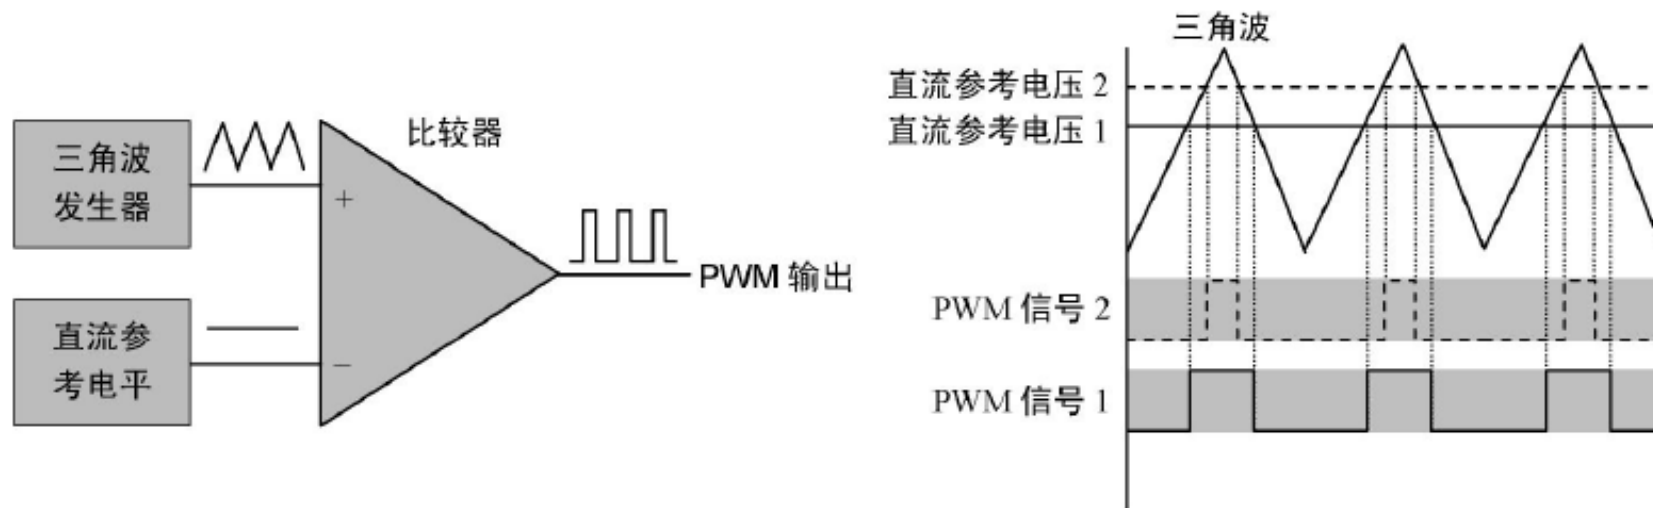 三角波
发生器
直流参
考电平
+
−
比较器
PWM 输出
三角波
直流参考电压 2
直流参考电压 1
PWM 信号 2
PWM 信号 1